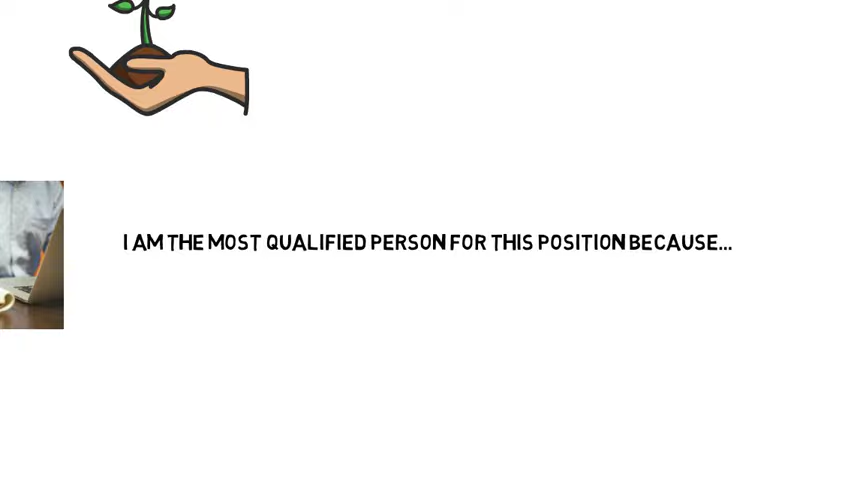 I AM THE MOST QUALIFIED PERSON FOR THIS POSITION BECAUSE...